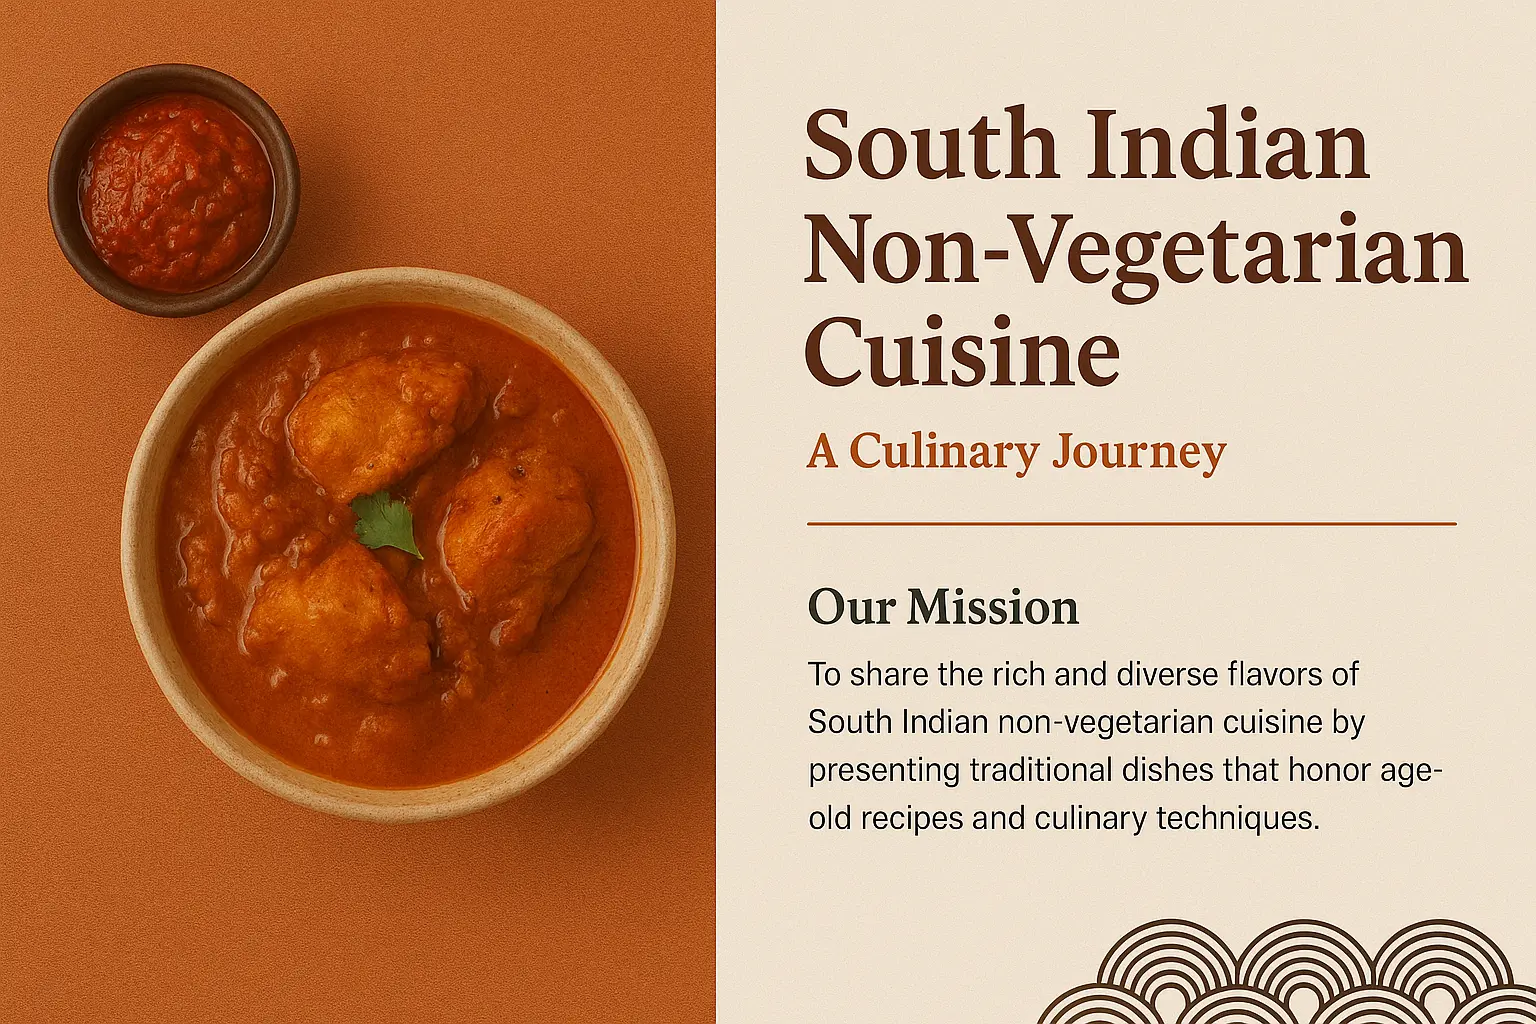 South Indian
Non-Vegetarian
Cuisine
A Culinary Journey
Our Mission
To share the rich and diverse flavors of
South Indian non-vegetarian cuisine by
presenting traditional dishes that honor age-
old recipes and culinary techniques.